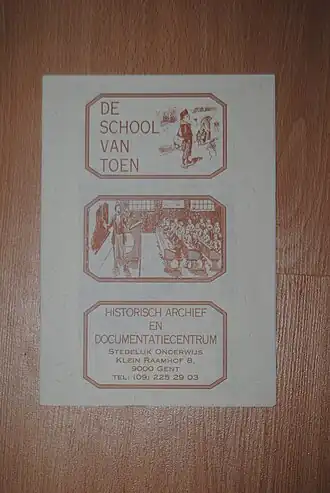 DE
SCHOOL
VAN
TOEN
HISTORISCH ARCHIEF
EN
DOCUMENTATIECENTRUM
STEDELIJK ONDERWIJS
KLEIN RAAMHOF 8,
9000 GENT
TEL: (09) 225 29 03